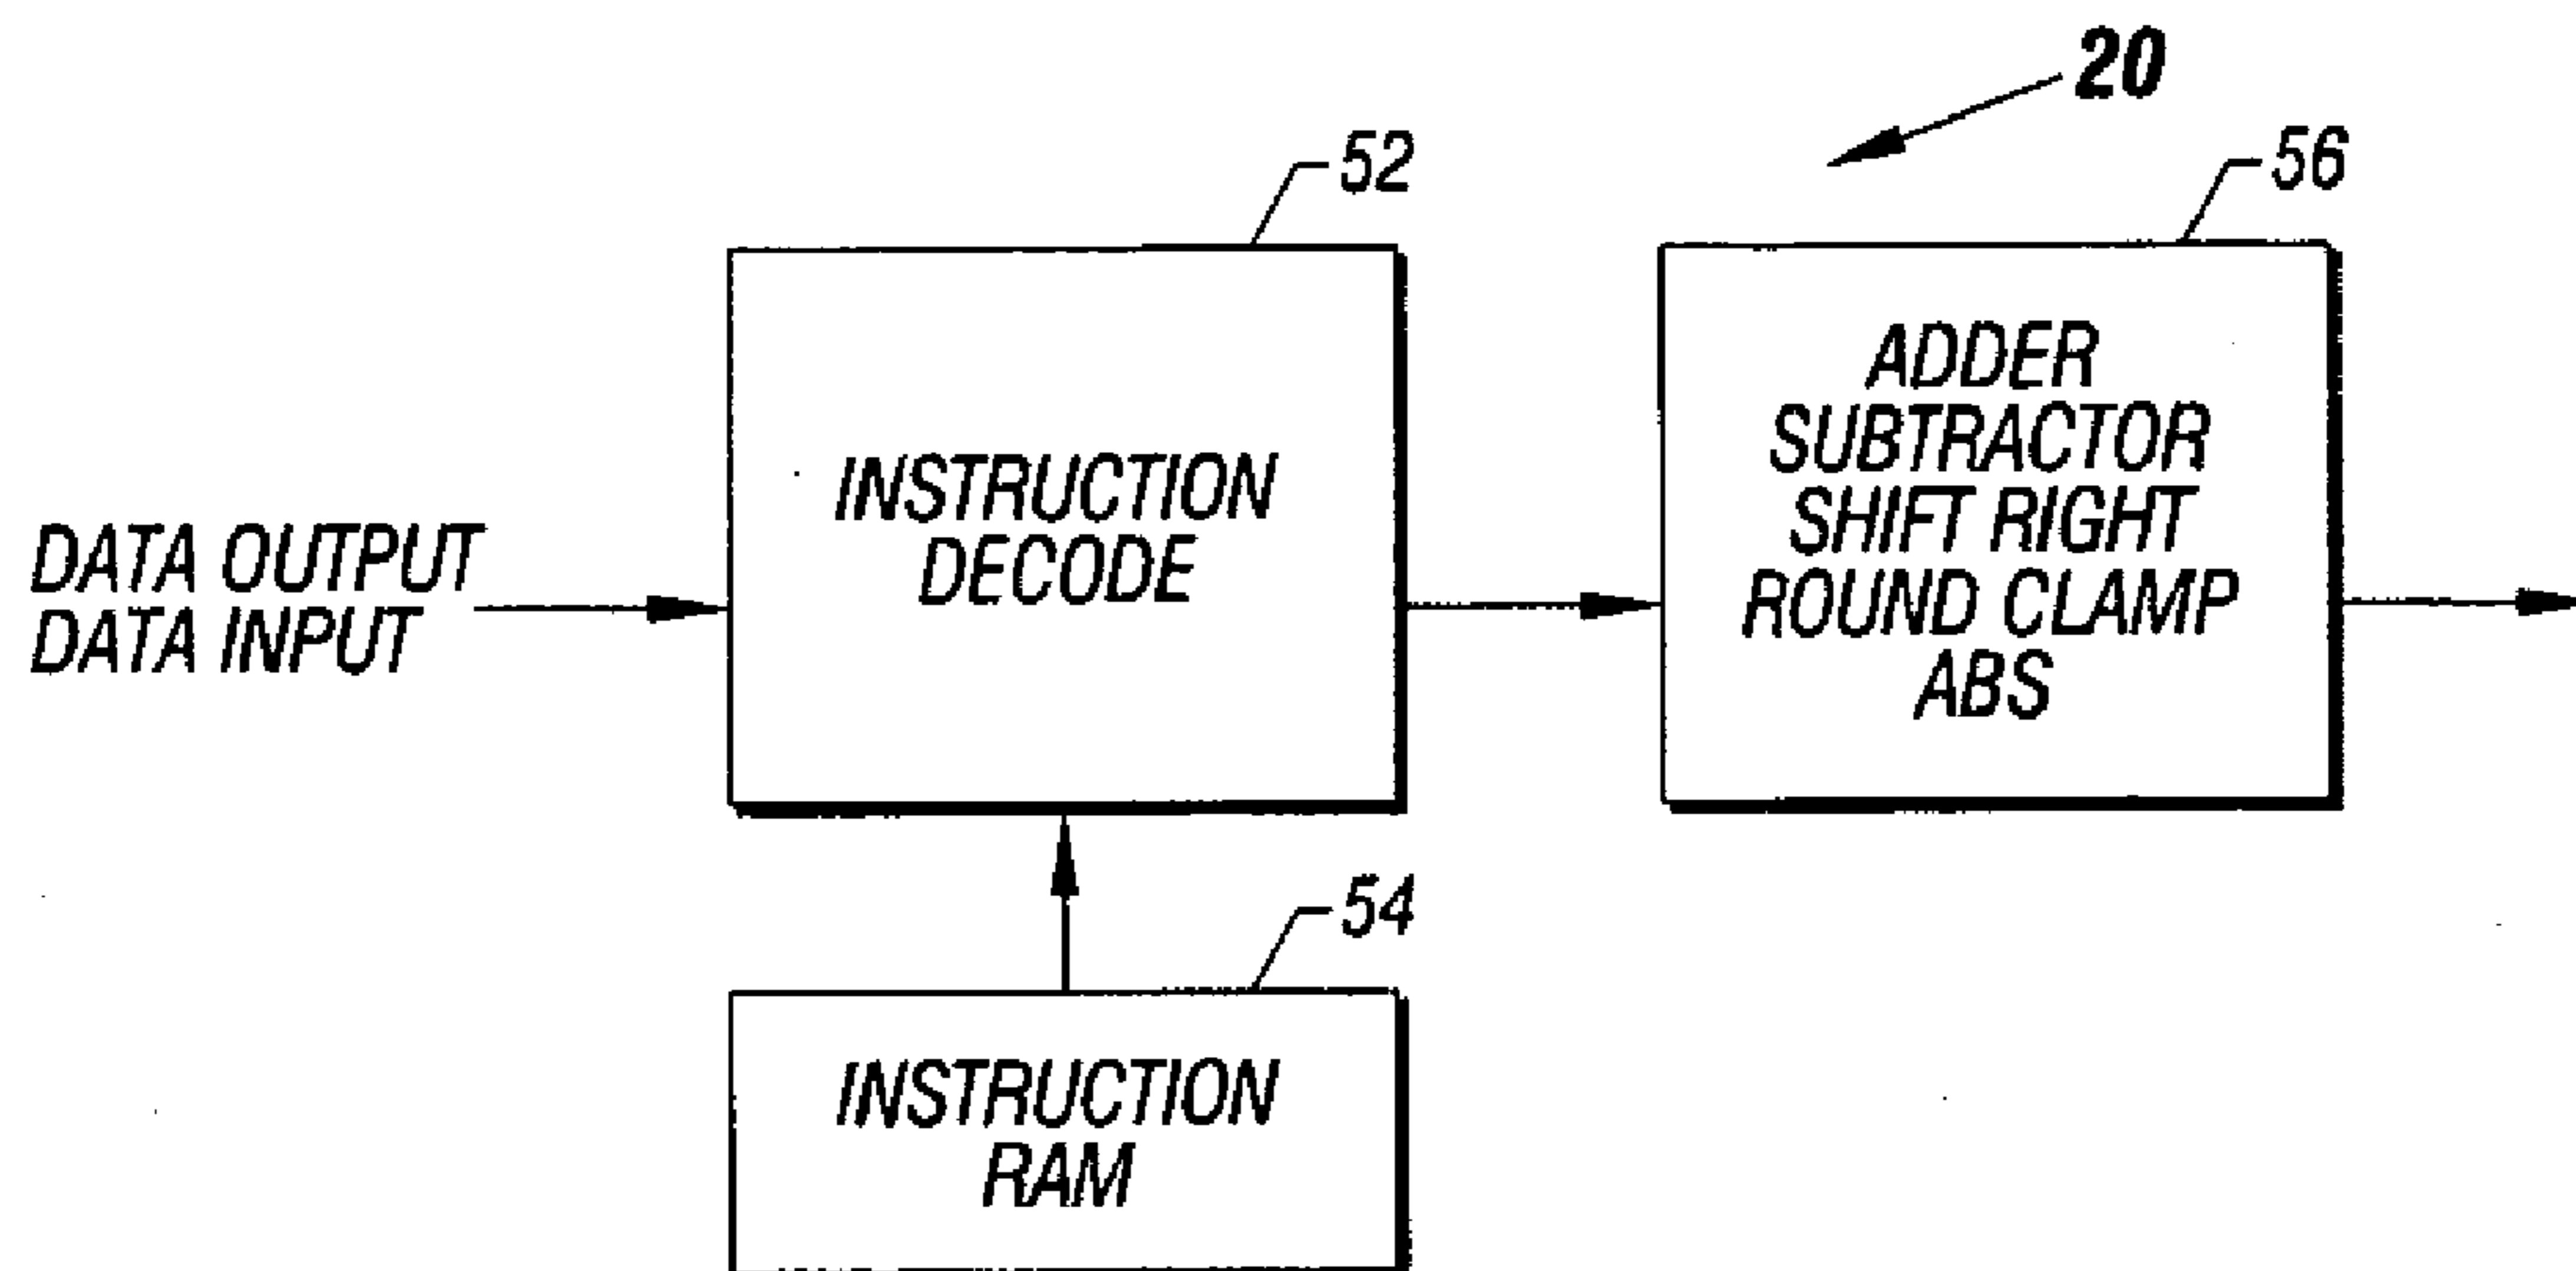 20
52
56
INSTRUCTION
DECODE
ADDER
SUBTRACTOR
SHIFT RIGHT
ROUND CLAMP
ABS
DATA OUTPUT
DATA INPUT
54
INSTRUCTION
RAM